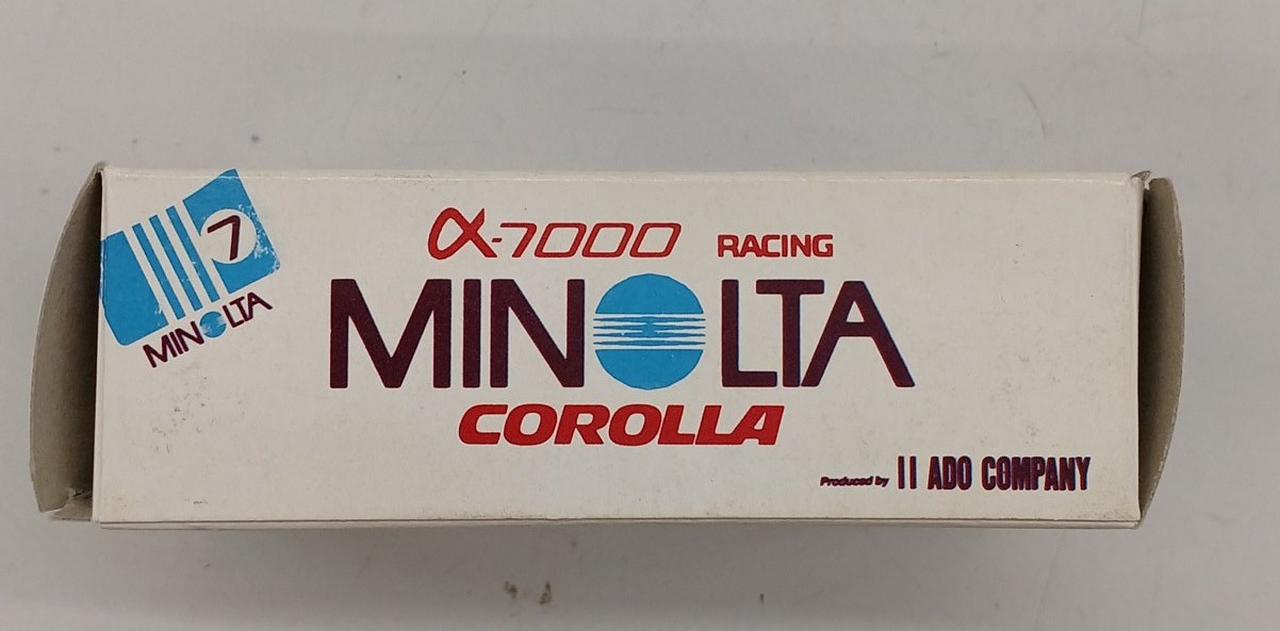 7
MINOLTA
α-7000 RACING
MINOLTA
COROLLA
Produced by II ADO COMPANY